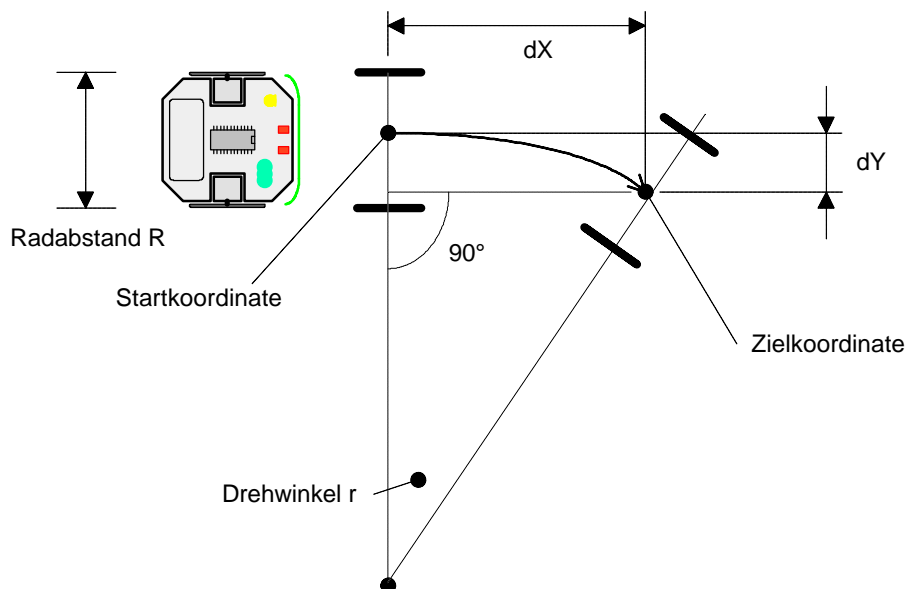 dX
dY
Radabstand R
90°
Startkoordinate
Zielkoordinate
Drehwinkel r